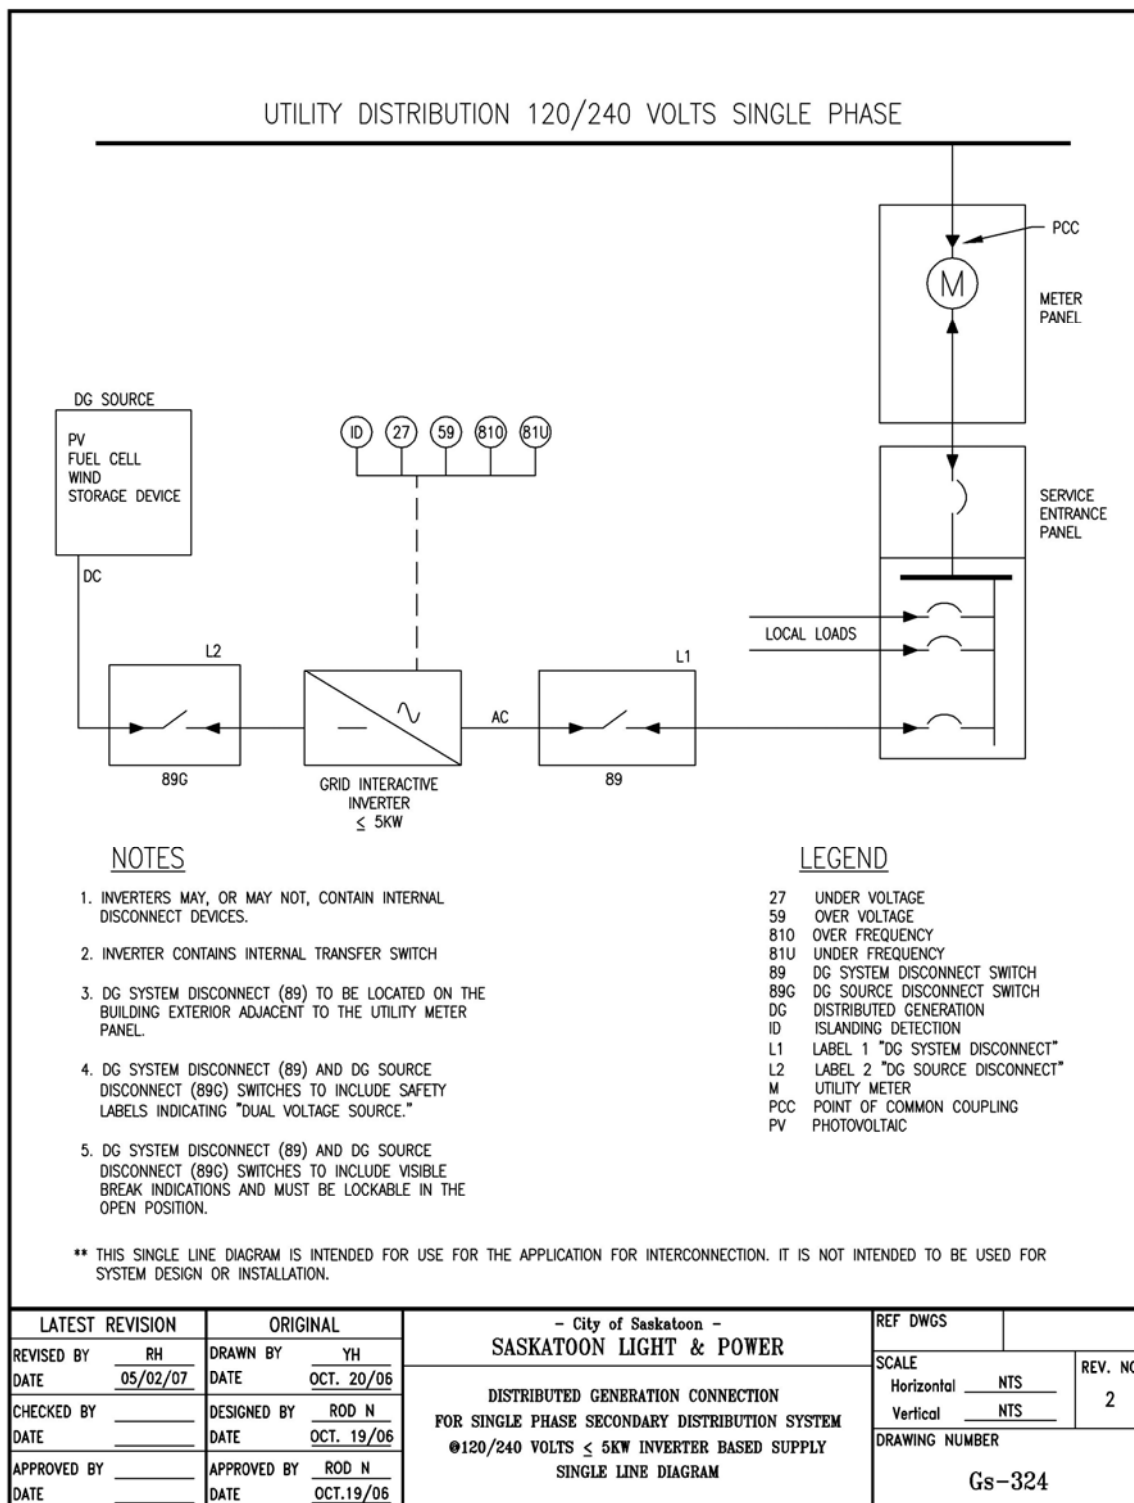 UTILITY DISTRIBUTION 120/240 VOLTS SINGLE PHASE
PCC
M
METER
PANEL
DG SOURCE
PV
FUEL CELL
WIND
STORAGE DEVICE
ID 27 59 81O 81U
SERVICE
ENTRANCE
PANEL
DC
LOCAL LOADS
L2
L1
AC
89G
89
GRID INTERACTIVE
INVERTER
≤ 5KW
NOTES
1. INVERTERS MAY, OR MAY NOT, CONTAIN INTERNAL
DISCONNECT DEVICES.
2. INVERTER CONTAINS INTERNAL TRANSFER SWITCH
3. DG SYSTEM DISCONNECT (89) TO BE LOCATED ON THE
BUILDING EXTERIOR ADJACENT TO THE UTILITY METER
PANEL.
4. DG SYSTEM DISCONNECT (89) AND DG SOURCE
DISCONNECT (89G) SWITCHES TO INCLUDE SAFETY
LABELS INDICATING "DUAL VOLTAGE SOURCE."
5. DG SYSTEM DISCONNECT (89) AND DG SOURCE
DISCONNECT (89G) SWITCHES TO INCLUDE VISIBLE
BREAK INDICATIONS AND MUST BE LOCKABLE IN THE
OPEN POSITION.
LEGEND
27 UNDER VOLTAGE
59 OVER VOLTAGE
81O OVER FREQUENCY
81U UNDER FREQUENCY
89 DG SYSTEM DISCONNECT SWITCH
89G DG SOURCE DISCONNECT SWITCH
DG DISTRIBUTED GENERATION
ID ISLANDING DETECTION
L1 LABEL 1 "DG SYSTEM DISCONNECT"
L2 LABEL 2 "DG SOURCE DISCONNECT"
M UTILITY METER
PCC POINT OF COMMON COUPLING
PV PHOTOVOLTAIC
** THIS SINGLE LINE DIAGRAM IS INTENDED FOR USE FOR THE APPLICATION FOR INTERCONNECTION. IT IS NOT INTENDED TO BE USED FOR
SYSTEM DESIGN OR INSTALLATION.
LATEST REVISION
REVISED BY RH
DATE 05/02/07
CHECKED BY
DATE
APPROVED BY
DATE
ORIGINAL
DRAWN BY YH
DATE OCT. 20/06
DESIGNED BY ROD N
DATE OCT. 19/06
APPROVED BY ROD N
DATE OCT.19/06
- City of Saskatoon -
SASKATOON LIGHT & POWER
DISTRIBUTED GENERATION CONNECTION
FOR SINGLE PHASE SECONDARY DISTRIBUTION SYSTEM
@120/240 VOLTS ≤ 5KW INVERTER BASED SUPPLY
SINGLE LINE DIAGRAM
REF DWGS
SCALE
Horizontal NTS
Vertical NTS
REV. NO
2
DRAWING NUMBER
Gs-324